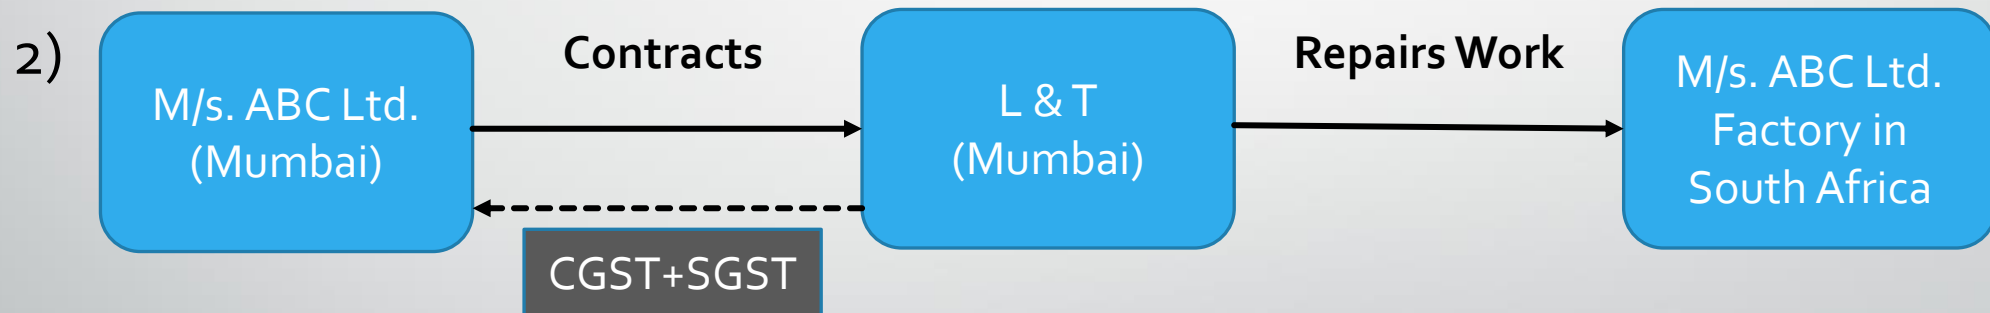 2)
M/s. ABC Ltd.
(Mumbai)
Contracts
CGST+SGST
L & T
(Mumbai)
Repairs Work
M/s. ABC Ltd.
Factory in
South Africa